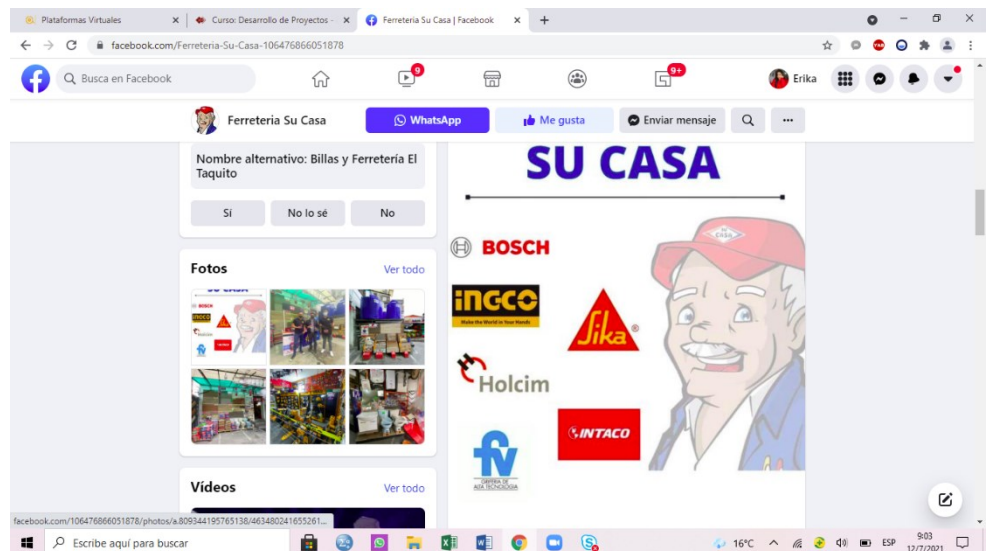 Plataformas Virtuales
Curso: Desarrollo de Proyectos -
Ferreteria Su Casa | Facebook
facebook.com/Ferreteria-Su-Casa-106476866051878
Busca en Facebook
9
9+
Erika
Ferreteria Su Casa
WhatsApp
Me gusta
Enviar mensaje
Nombre alternativo: Billas y Ferretería El
Taquito
Sí
No lo sé
No
Fotos
Ver todo
Vídeos
Ver todo
SU CASA
BOSCH
INGCO
Make the World in Your Hands
Sika
Holcim
INTACO
fv
GRIFERÍA DE
ALTA TECNOLOGÍA
facebook.com/106476866051878/photos/a.809344195765138/463480241655261...
Escribe aquí para buscar
16°C
ESP
9:03
12/7/2021